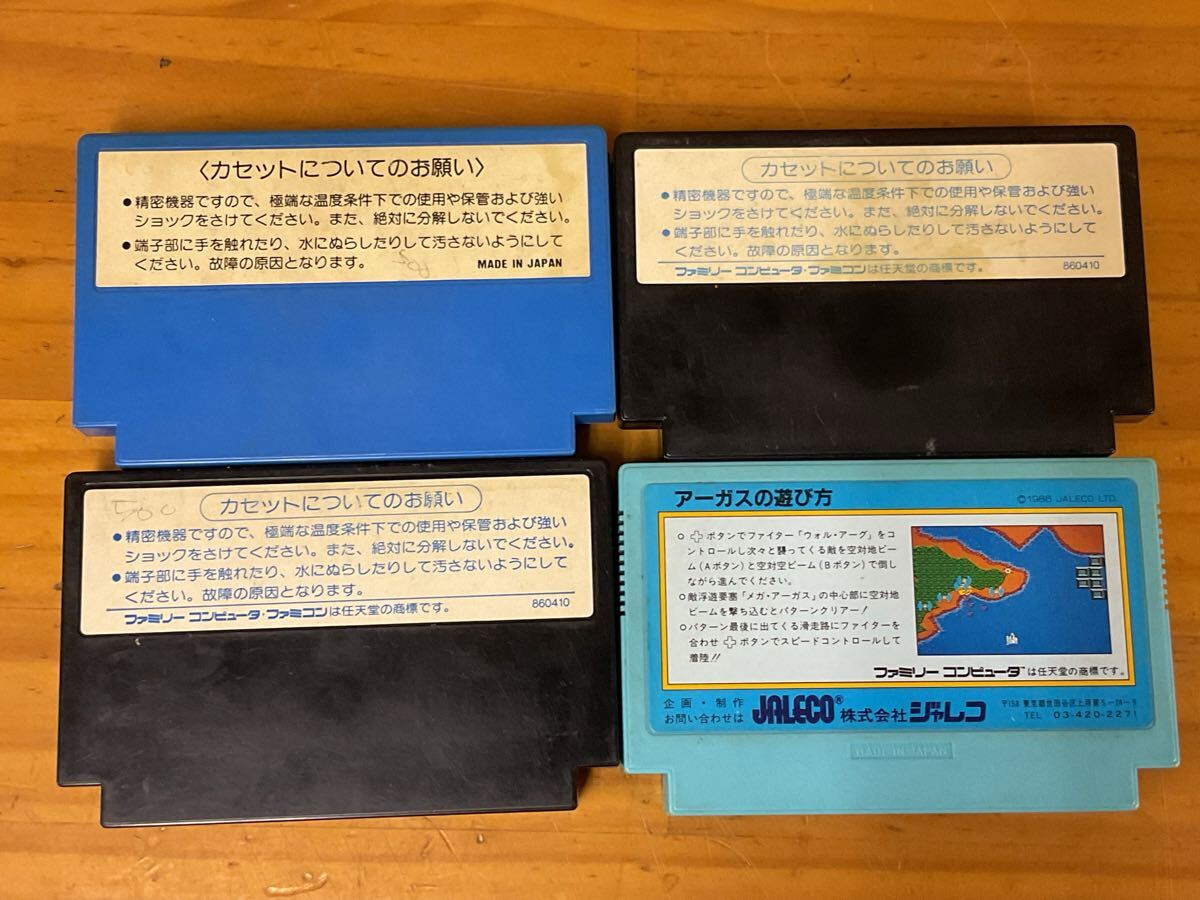 〈カセットについてのお願い〉
●精密機器ですので、極端な温度条件下での使用や保管および強い
ショックをさけてください。また、絶対に分解しないでください。
●端子部に手を触れたり、水にぬらしたりして汚さないようにして
ください。故障の原因となります。
500
MADE IN JAPAN
カセットについてのお願い
●精密機器ですので、極端な温度条件下での使用や保管および強い
ショックをさけてください。また、絶対に分解しないでください。
●端子部に手を触れたり、水にぬらしたりして汚さないようにして
ください。故障の原因となります。
ファミリー コンピュータ・ファミコンは任天堂の商標です。
860410
500
カセットについてのお願い
●精密機器ですので、極端な温度条件下での使用や保管および強い
ショックをさけてください。また、絶対に分解しないでください。
●端子部に手を触れたり、水にぬらしたりして汚さないようにして
ください。故障の原因となります。
ファミリー コンピュータ・ファミコンは任天堂の商標です。
860410
アーガスの遊び方
©1986 JALECO LTD.
○ボタンでファイター「ウォル・アーグ」をコ
ントロールし次々と襲ってくる敵を空対地ビー
ム(Aボタン)と空対空ビーム(Bボタン)で倒し
ながら進んでください。
○敵浮遊要塞「メガ・アーガス」の中心部に空対地
ビームを撃ち込むとパターンクリアー!
○パターン最後に出てくる滑走路にファイターを
合わせボタンでスピードコントロールして
着陸!!
ファミリー コンピュータ™は任天堂の商標です。
企画・制作
お問い合わせは
JALECO® 株式会社ジャレコ
〒158 東京都世田谷区上用賀5-24-9
TEL 03-420-2271
MADE IN JAPAN